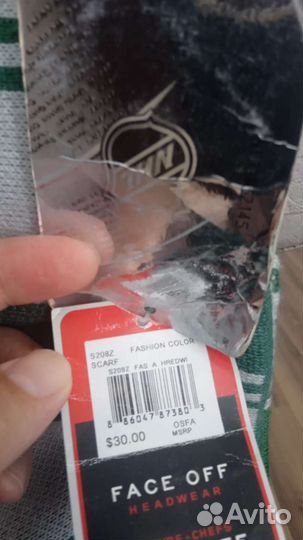 NHL
S208Z FASHION COLOR
SCARF
S208Z FAS A HREDWI
8 86047 87380 3
$30.00 OSFA
MSRP
FACE OFF
HEADWEAR
Avito